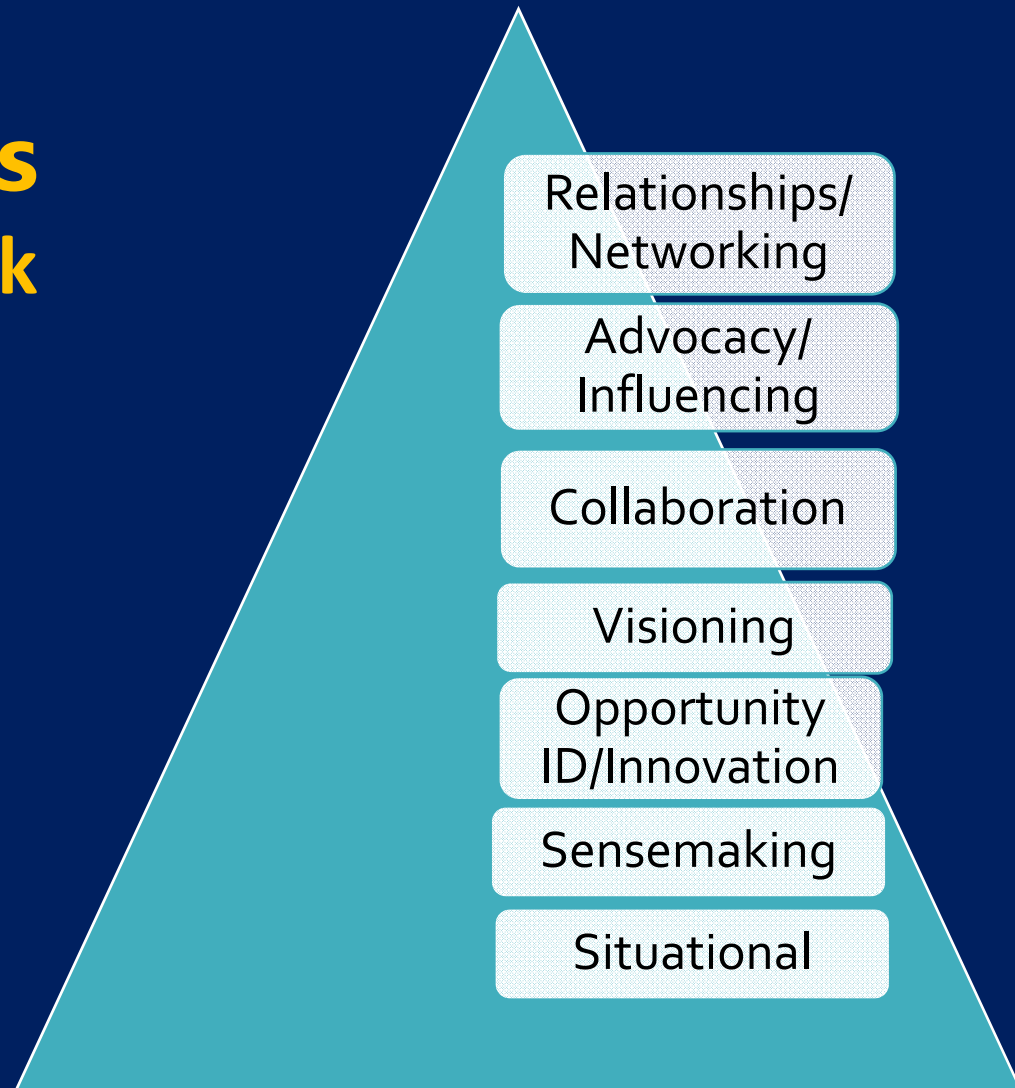 s
k
Relationships/
Networking
Advocacy/
Influencing
Collaboration
Visioning
Opportunity
ID/Innovation
Sensemaking
Situational